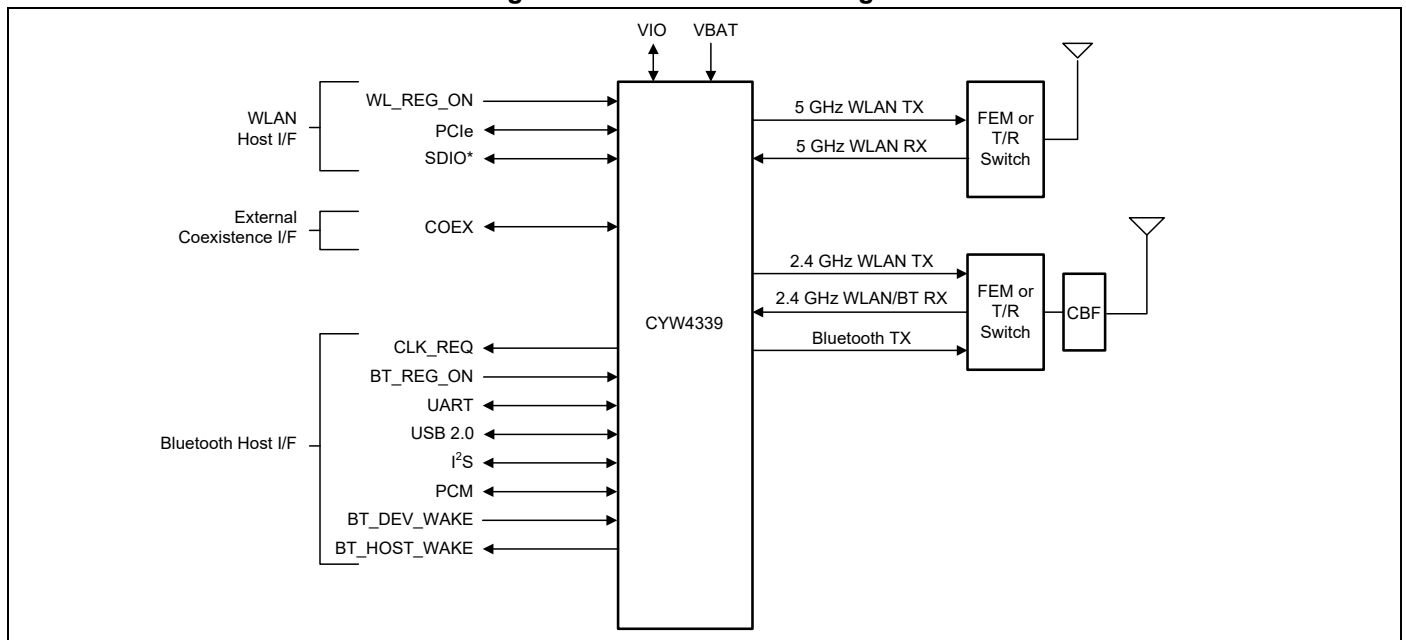 VIO VBAT
WL_REG_ON
PCIe
SDIO*
WLAN
Host I/F
External
Coexistence I/F
COEX
CLK_REQ
BT_REG_ON
UART
USB 2.0
I²S
PCM
BT_DEV_WAKE
BT_HOST_WAKE
Bluetooth Host I/F
CYW4339
5 GHz WLAN TX
5 GHz WLAN RX
FEM or
T/R
Switch
2.4 GHz WLAN TX
2.4 GHz WLAN/BT RX
Bluetooth TX
FEM or
T/R
Switch
CBF